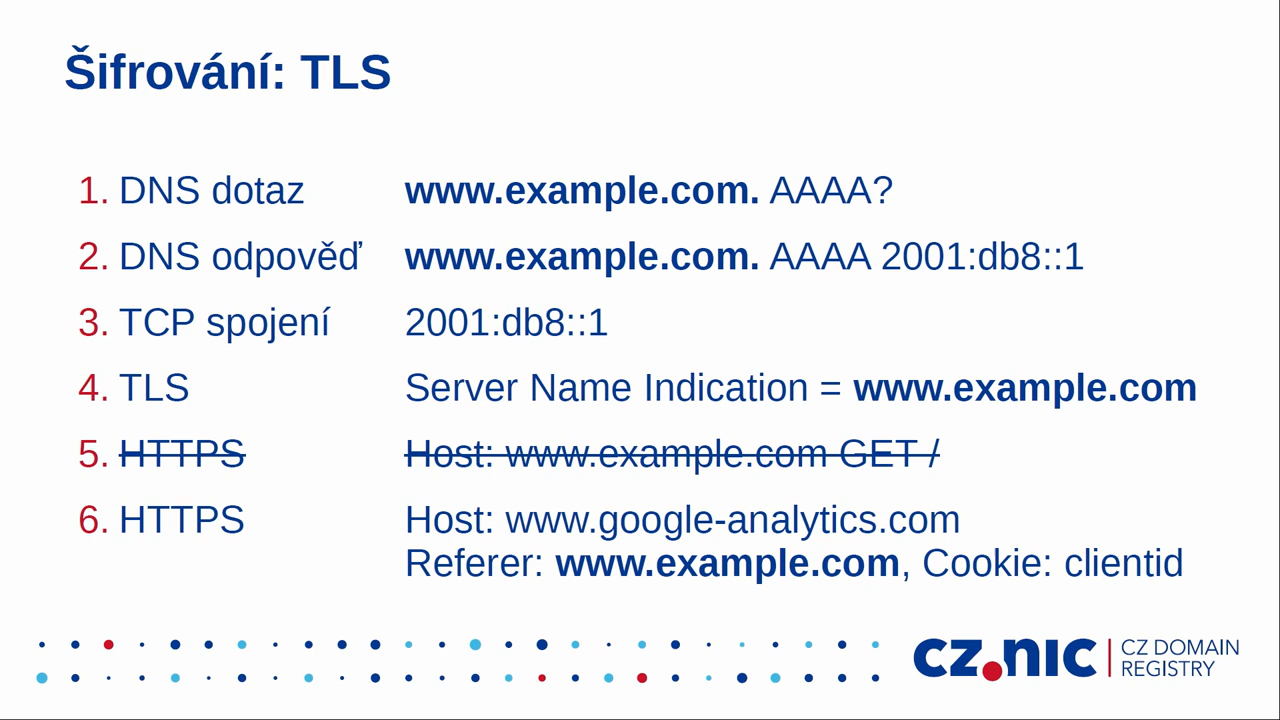 Šifrování: TLS
1. DNS dotaz www.example.com. AAAA?
2. DNS odpověď www.example.com. AAAA 2001:db8::1
3. TCP spojení 2001:db8::1
4. TLS Server Name Indication = www.example.com
5. HTTPS Host: www.example.com GET /
6. HTTPS Host: www.google-analytics.com
Referer: www.example.com, Cookie: clientid
cz.nic CZ DOMAIN
REGISTRY